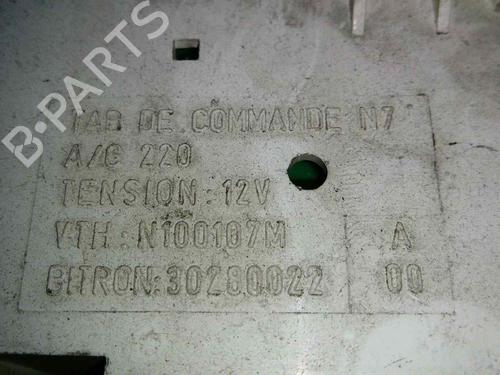 B-PARTS
TAB DE COMMANDE N7
A/C 220
TENSION: 12V
VTH: N100107M A
BITRON: 30280022 00